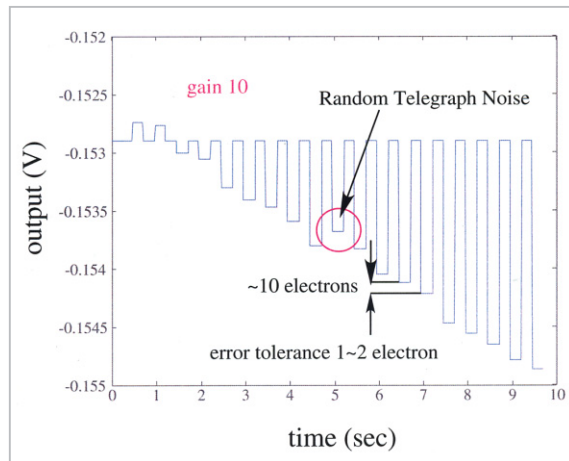 -0.152
-0.1525
-0.153
-0.1535
-0.154
-0.1545
-0.155
output (V)
gain 10
Random Telegraph Noise
~10 electrons
error tolerance 1~2 electron
0 1 2 3 4 5 6 7 8 9 10
time (sec)